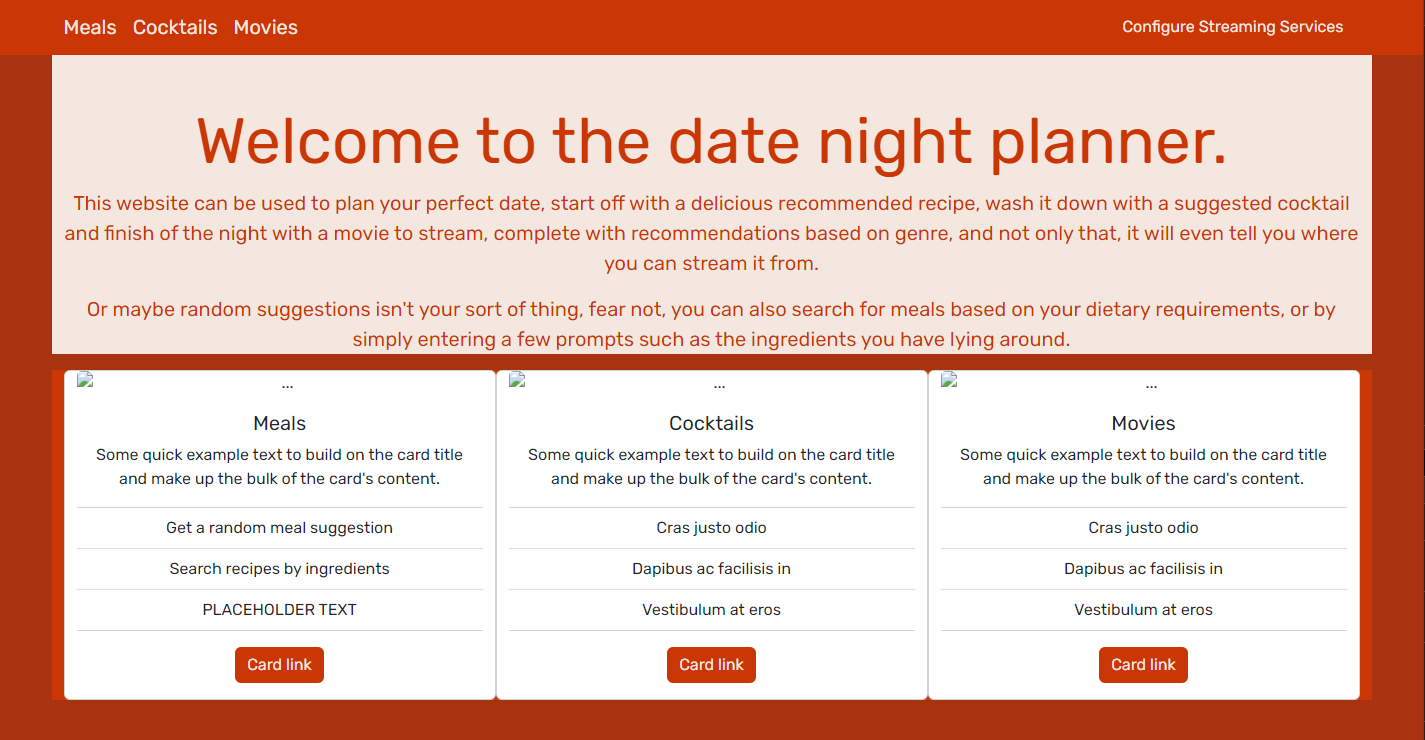 Meals Cocktails Movies Configure Streaming Services
Welcome to the date night planner.
This website can be used to plan your perfect date, start off with a delicious recommended recipe, wash it down with a suggested cocktail
and finish of the night with a movie to stream, complete with recommendations based on genre, and not only that, it will even tell you where
you can stream it from.
Or maybe random suggestions isn't your sort of thing, fear not, you can also search for meals based on your dietary requirements, or by
simply entering a few prompts such as the ingredients you have lying around.
...
Meals
Some quick example text to build on the card title
and make up the bulk of the card's content.
Get a random meal suggestion
Search recipes by ingredients
PLACEHOLDER TEXT
Card link
...
Cocktails
Some quick example text to build on the card title
and make up the bulk of the card's content.
Cras justo odio
Dapibus ac facilisis in
Vestibulum at eros
Card link
...
Movies
Some quick example text to build on the card title
and make up the bulk of the card's content.
Cras justo odio
Dapibus ac facilisis in
Vestibulum at eros
Card link